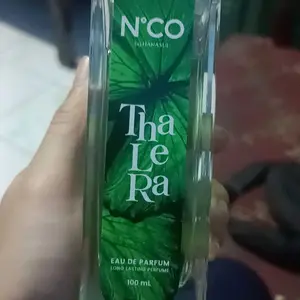 N°CO
Tha
Le
Ra
EAU DE PARFUM
LONG LASTING PERFUME
100 mL